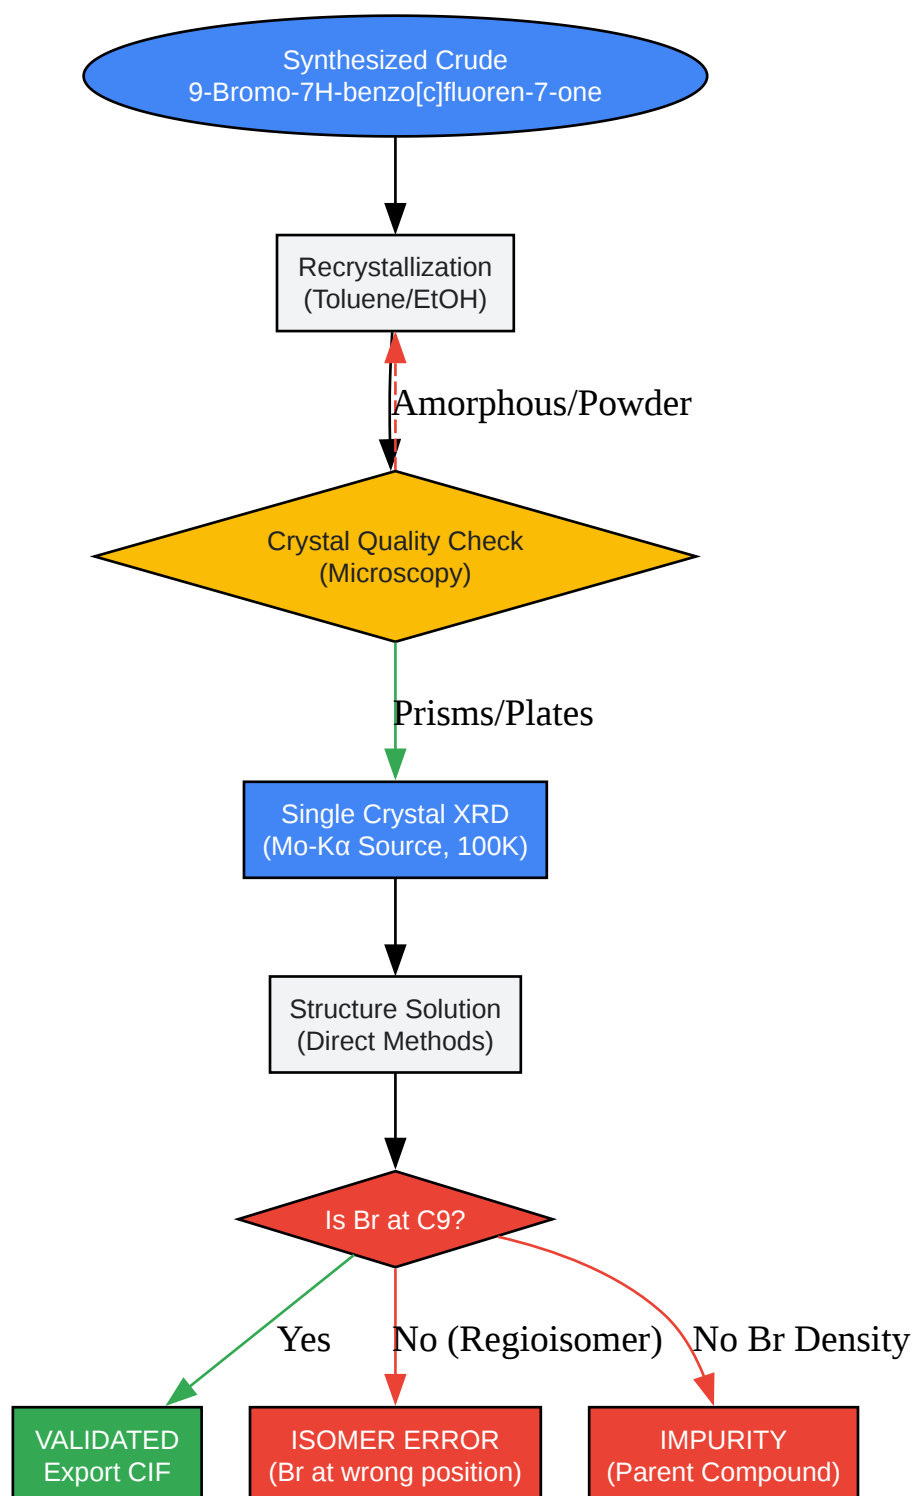 Synthesized Crude
9-Bromo-7H-benzo[c]fluoren-7-one
Recrystallization
(Toluene/EtOH)
Amorphous/Powder
Crystal Quality Check
(Microscopy)
Prisms/Plates
Single Crystal XRD
(Mo-Kα Source, 100K)
Structure Solution
(Direct Methods)
Is Br at C9?
Yes
No (Regioisomer)
No Br Density
VALIDATED
Export CIF
ISOMER ERROR
(Br at wrong position)
IMPURITY
(Parent Compound)